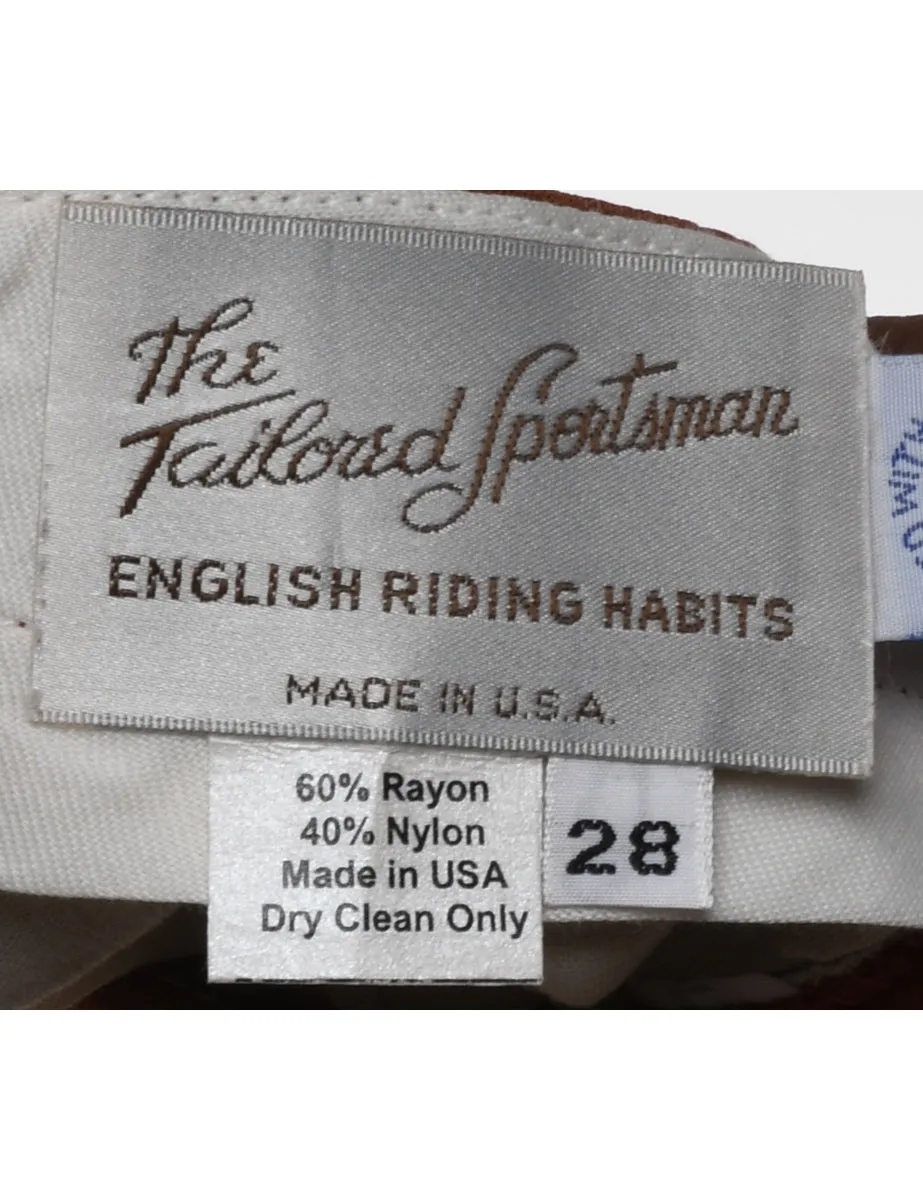 The
Tailored Sportsman
ENGLISH RIDING HABITS
MADE IN U.S.A.
60% Rayon
40% Nylon
Made in USA
Dry Clean Only
28